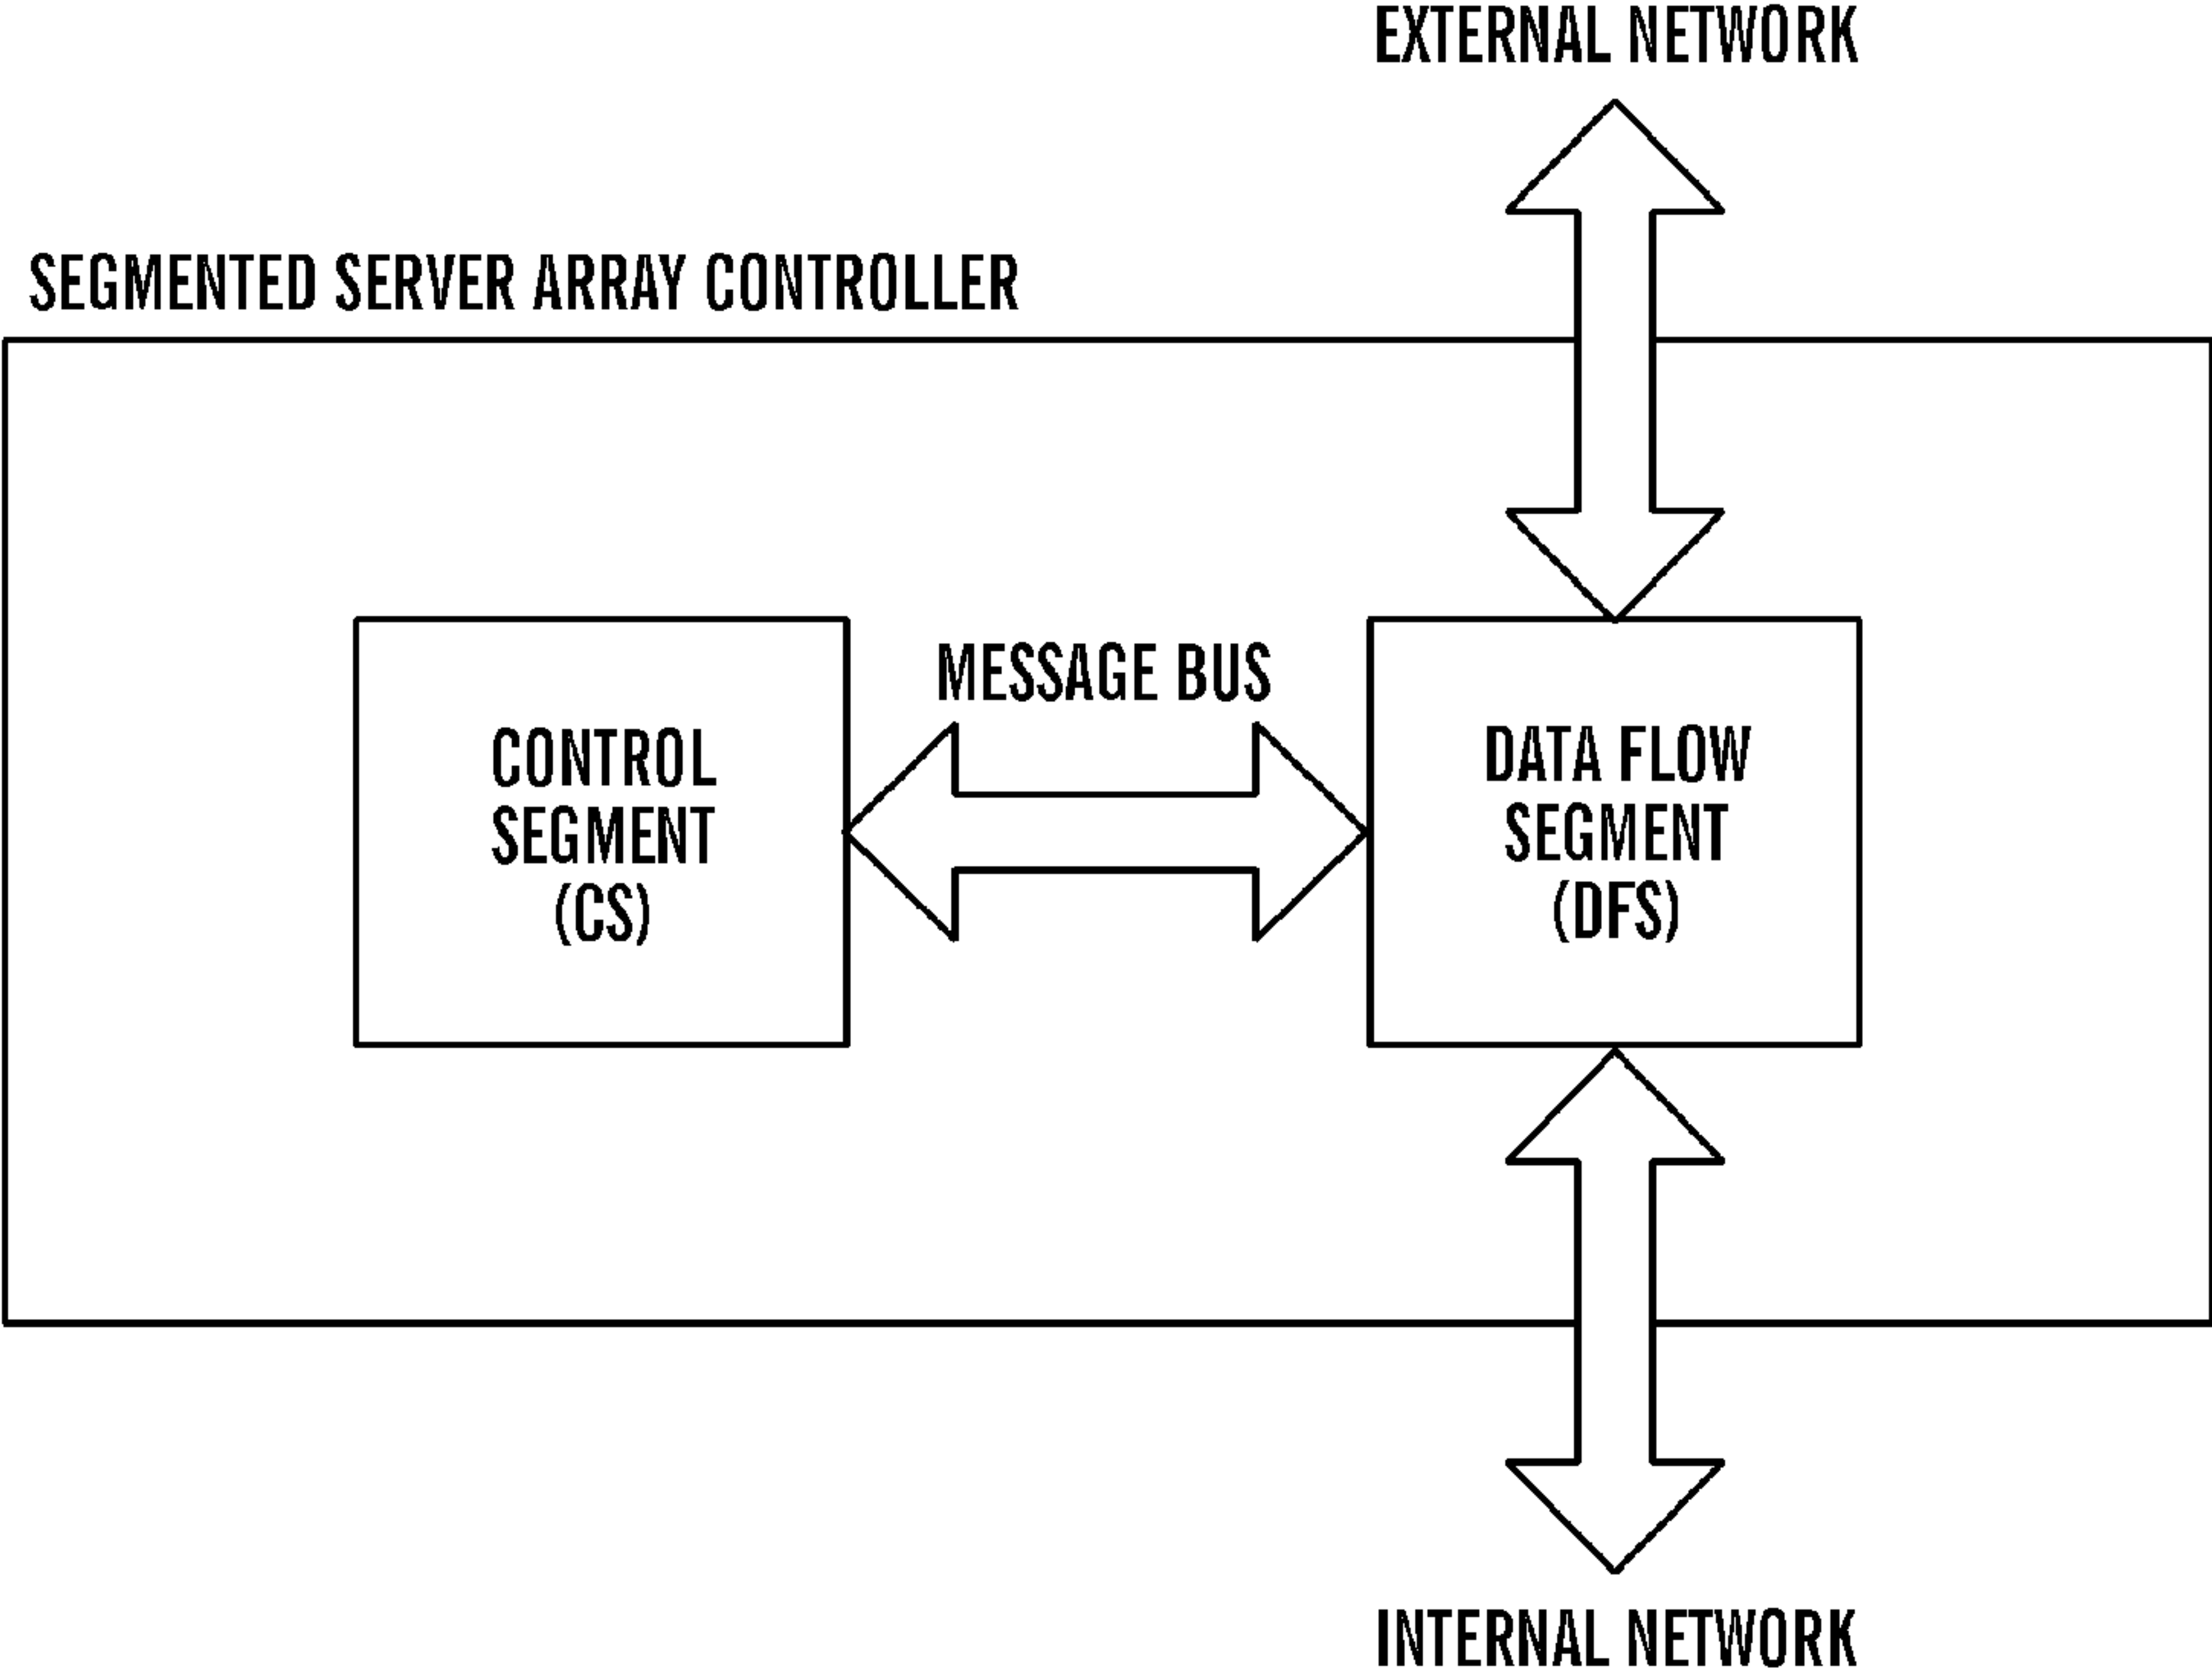 EXTERNAL NETWORK
SEGMENTED SERVER ARRAY CONTROLLER
MESSAGE BUS
CONTROL
SEGMENT
(CS)
DATA FLOW
SEGMENT
(DFS)
INTERNAL NETWORK